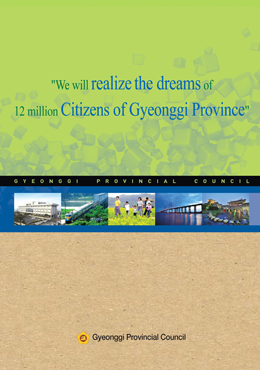 "We will realize the dreams of
12 million Citizens of Gyeonggi Province"
GYEONGGI PROVINCIAL COUNCIL
Gyeonggi Provincial Council